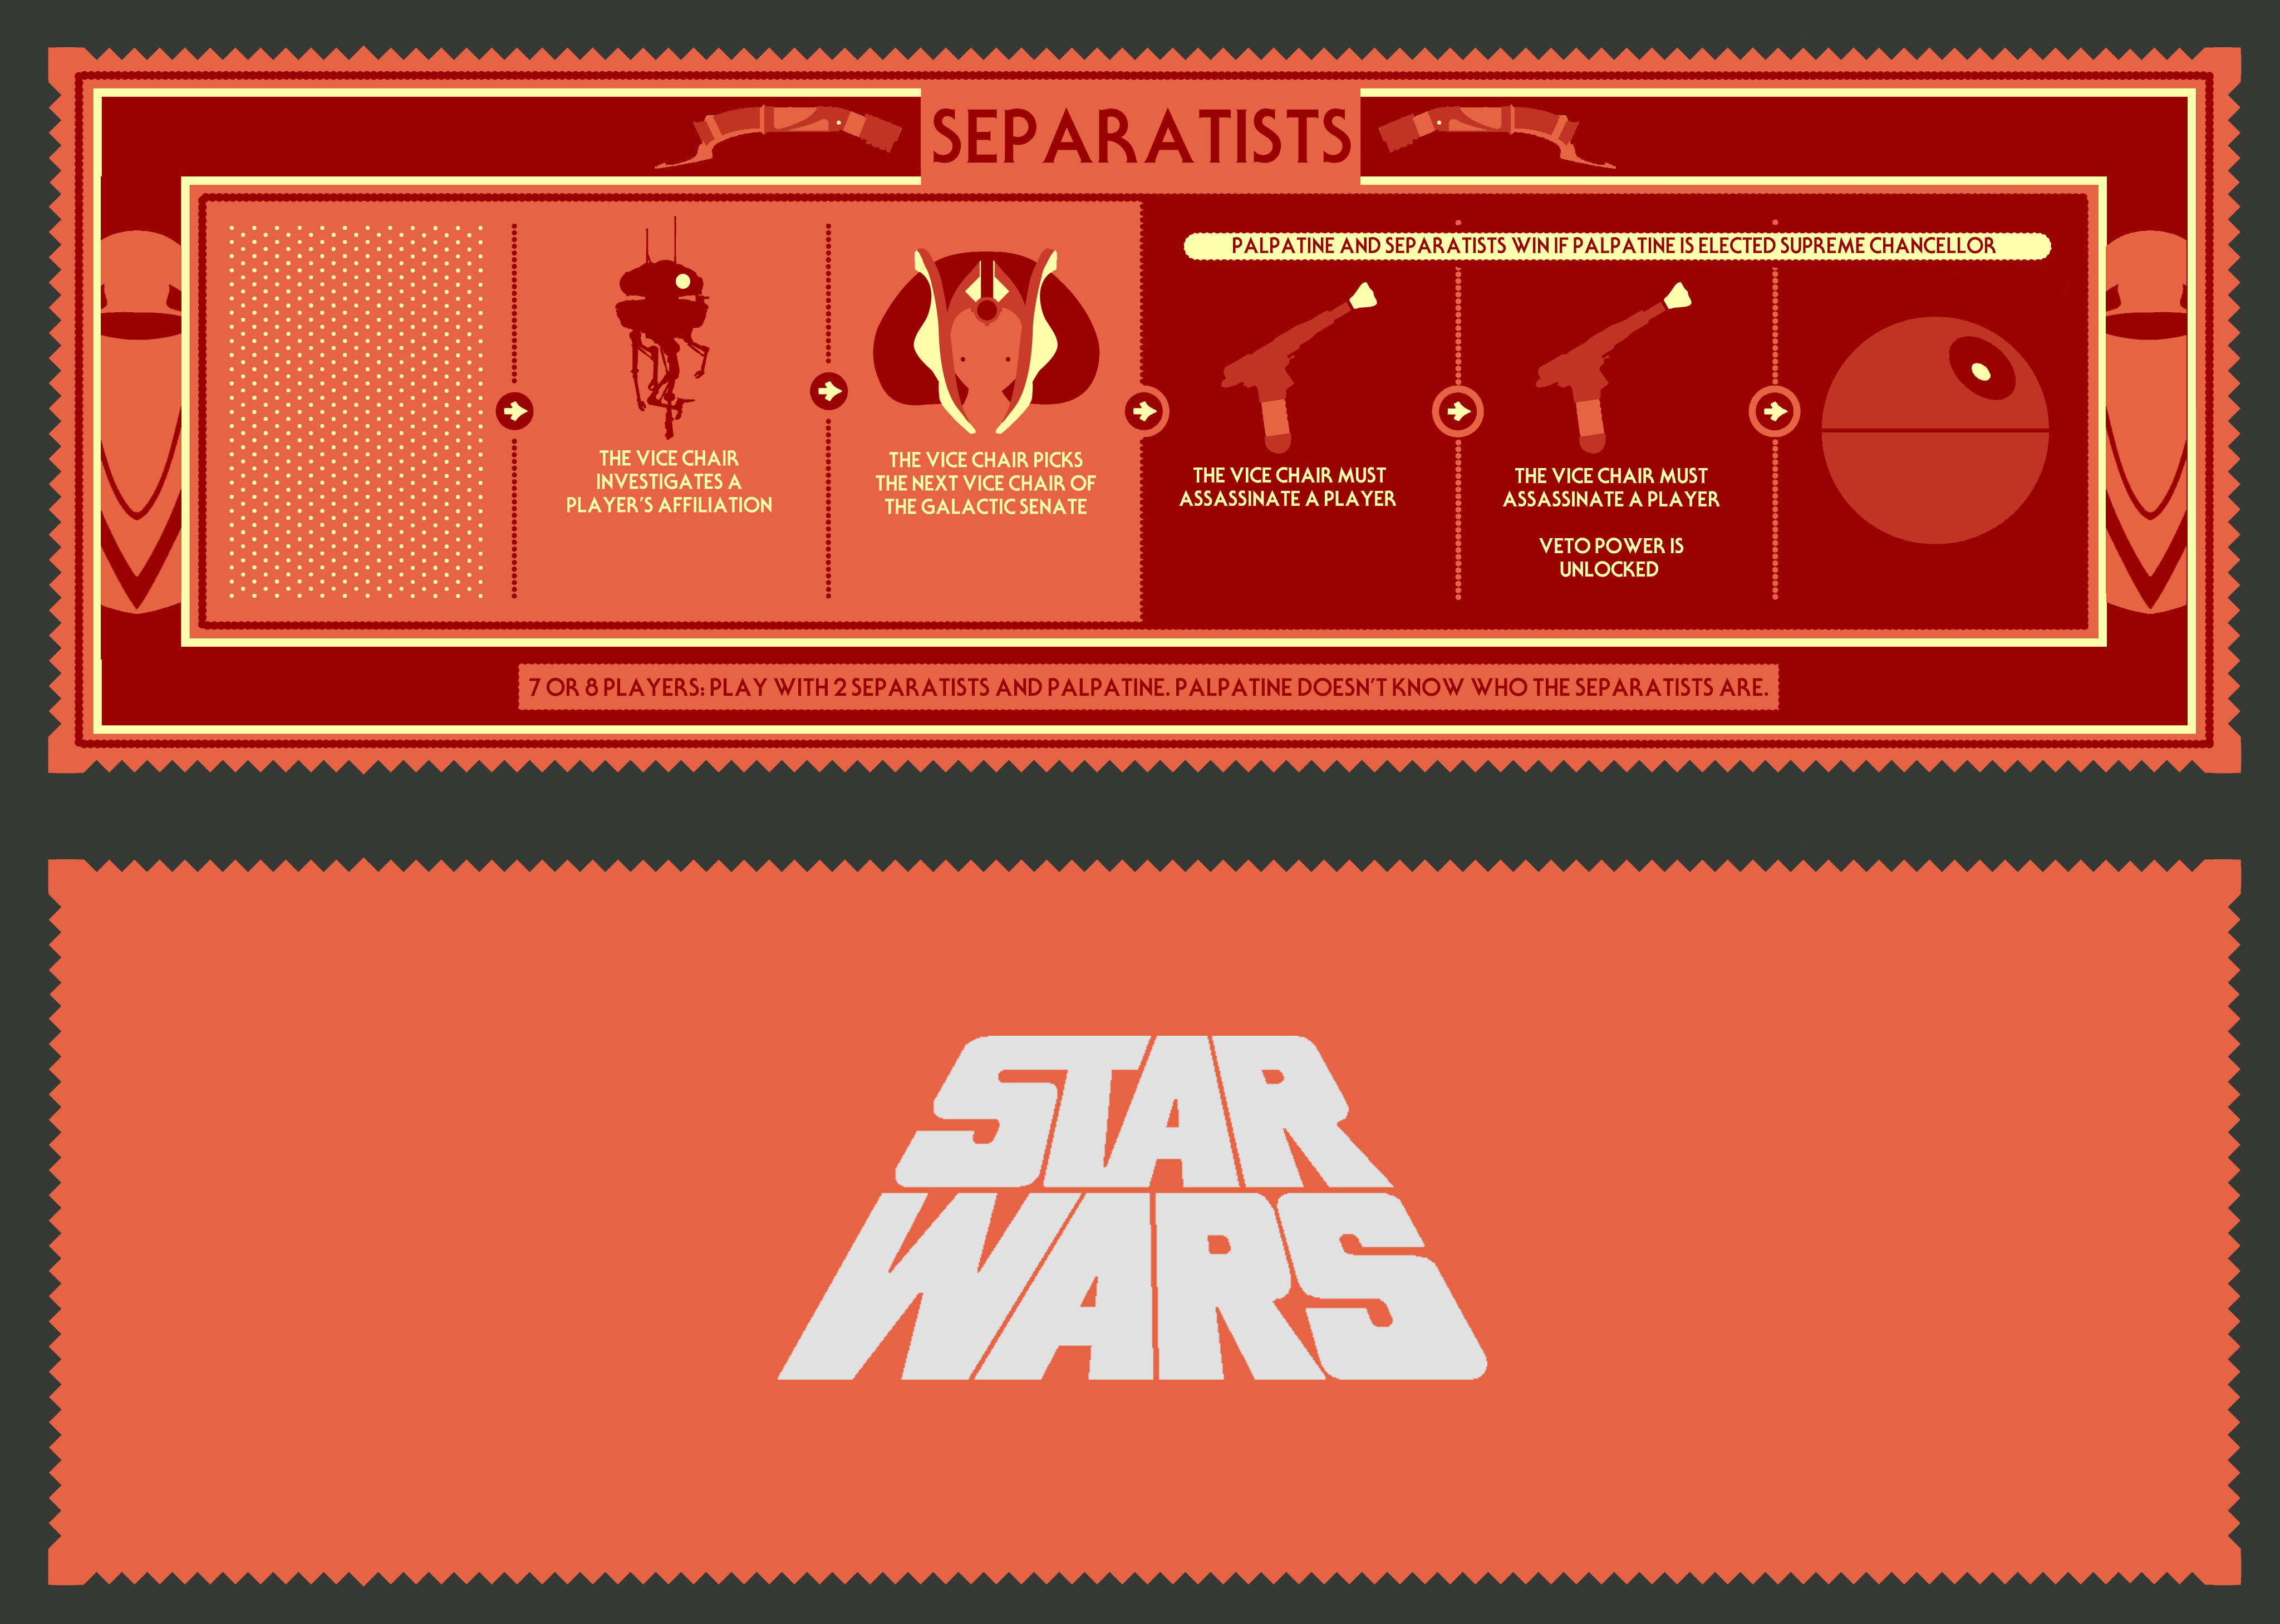 SEPARATISTS
PALPATINE AND SEPARATISTS WIN IF PALPATINE IS ELECTED SUPREME CHANCELLOR
THE VICE CHAIR
INVESTIGATES A
PLAYER'S AFFILIATION
THE VICE CHAIR PICKS
THE NEXT VICE CHAIR OF
THE GALACTIC SENATE
THE VICE CHAIR MUST
ASSASSINATE A PLAYER
THE VICE CHAIR MUST
ASSASSINATE A PLAYER
VETO POWER IS
UNLOCKED
7 OR 8 PLAYERS: PLAY WITH 2 SEPARATISTS AND PALPATINE. PALPATINE DOESN'T KNOW WHO THE SEPARATISTS ARE.
STAR
WARS